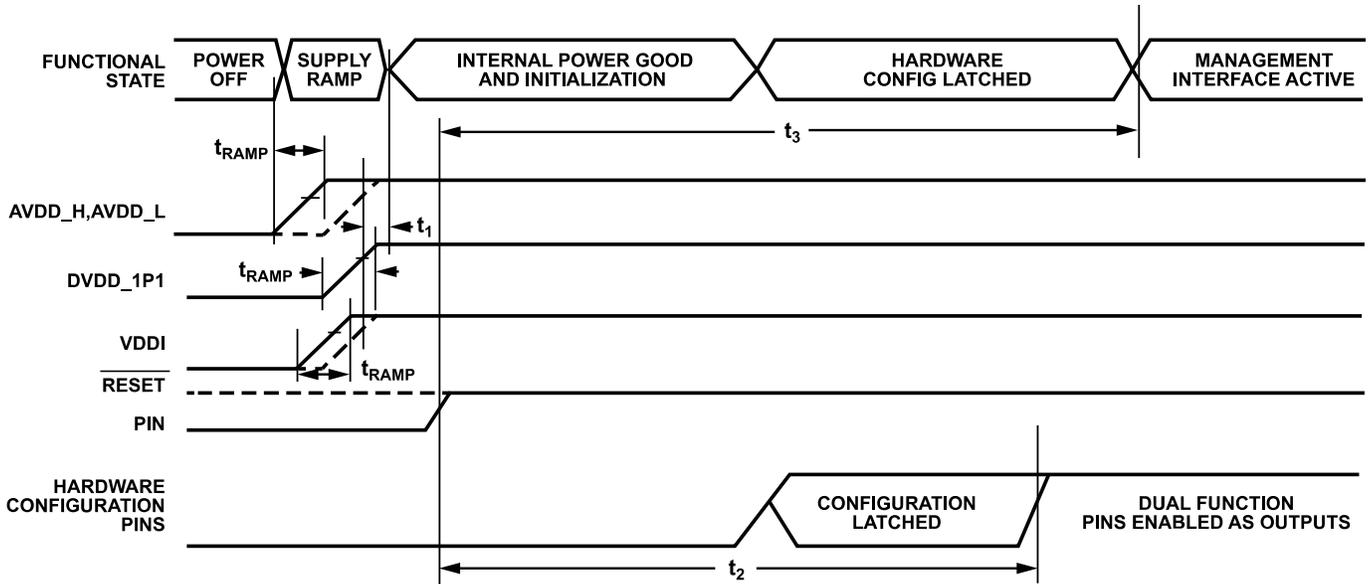 FUNCTIONAL
STATE
POWER
OFF
SUPPLY
RAMP
INTERNAL POWER GOOD
AND INITIALIZATION
HARDWARE
CONFIG LATCHED
MANAGEMENT
INTERFACE ACTIVE
t3
tRAMP
AVDD_H,AVDD_L
t1
tRAMP
DVDD_1P1
VDDI
tRAMP
RESET
PIN
HARDWARE
CONFIGURATION
PINS
CONFIGURATION
LATCHED
DUAL FUNCTION
PINS ENABLED AS OUTPUTS
t2